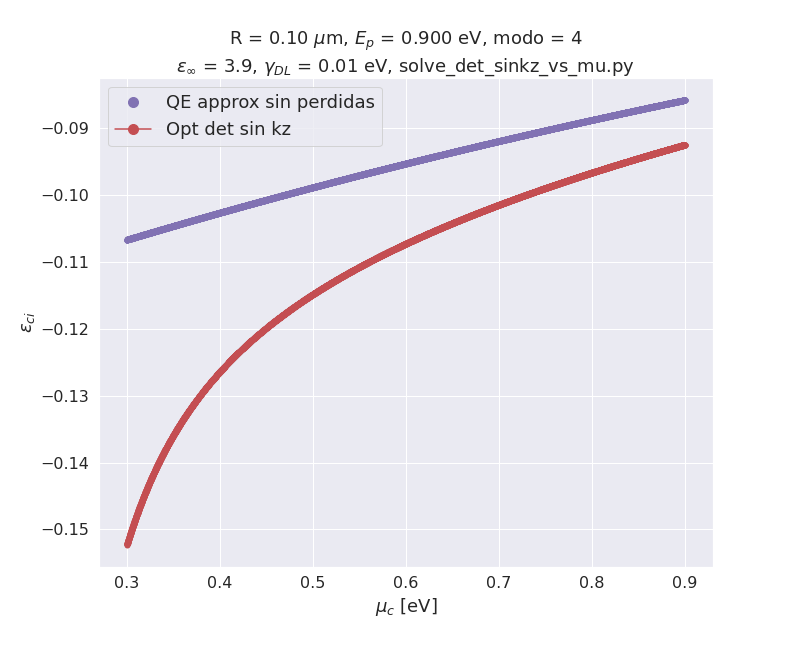 R = 0.10 μm, E_p = 0.900 eV, modo = 4
ε_∞ = 3.9, γ_DL = 0.01 eV, solve_det_sinkz_vs_mu.py
QE approx sin perdidas
Opt det sin kz
−0.09
−0.10
−0.11
−0.12
−0.13
−0.14
−0.15
ε_ci
0.3 0.4 0.5 0.6 0.7 0.8 0.9
μ_c [eV]